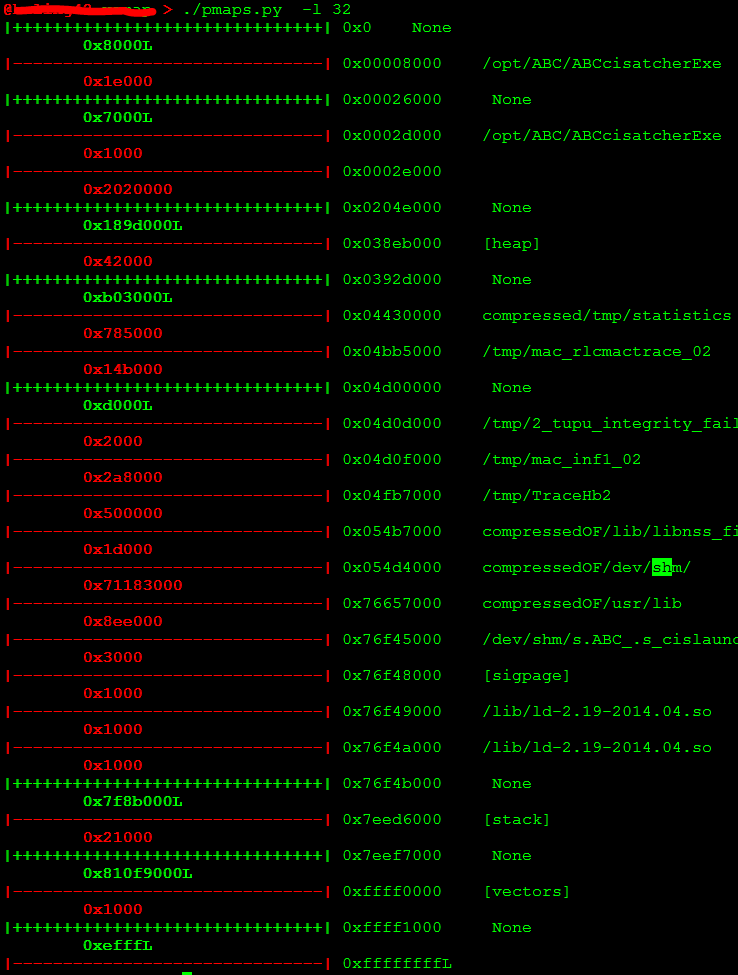 > ./pmaps.py  -l 32
|++++++++++++++++++++++++++++++++| 0x0    None
0x8000L
|--------------------------------| 0x00008000    /opt/ABC/ABCcisatcherExe
0x1e000
|++++++++++++++++++++++++++++++++| 0x00026000     None
0x7000L
|--------------------------------| 0x0002d000    /opt/ABC/ABCcisatcherExe
0x1000
|--------------------------------| 0x0002e000
0x2020000
|++++++++++++++++++++++++++++++++| 0x0204e000     None
0x189d000L
|--------------------------------| 0x038eb000    [heap]
0x42000
|++++++++++++++++++++++++++++++++| 0x0392d000     None
0xb03000L
|--------------------------------| 0x04430000    compressed/tmp/statistics
0x785000
|--------------------------------| 0x04bb5000    /tmp/mac_rlcmactrace_02
0x14b000
|++++++++++++++++++++++++++++++++| 0x04d00000     None
0xd000L
|--------------------------------| 0x04d0d000    /tmp/2_tupu_integrity_fail
0x2000
|--------------------------------| 0x04d0f000    /tmp/mac_inf1_02
0x2a8000
|--------------------------------| 0x04fb7000    /tmp/TraceHb2
0x500000
|--------------------------------| 0x054b7000    compressedOF/lib/libnss_fi
0x1d000
|--------------------------------| 0x054d4000    compressedOF/dev/shm/
0x71183000
|--------------------------------| 0x76657000    compressedOF/usr/lib
0x8ee000
|--------------------------------| 0x76f45000    /dev/shm/s.ABC_.s_cislaunc
0x3000
|--------------------------------| 0x76f48000    [sigpage]
0x1000
|--------------------------------| 0x76f49000    /lib/ld-2.19-2014.04.so
0x1000
|--------------------------------| 0x76f4a000    /lib/ld-2.19-2014.04.so
0x1000
|++++++++++++++++++++++++++++++++| 0x76f4b000     None
0x7f8b000L
|--------------------------------| 0x7eed6000    [stack]
0x21000
|++++++++++++++++++++++++++++++++| 0x7eef7000     None
0x810f9000L
|--------------------------------| 0xffff0000    [vectors]
0x1000
|++++++++++++++++++++++++++++++++| 0xffff1000     None
0xefffL
|--------------------------------| 0xffffffffL